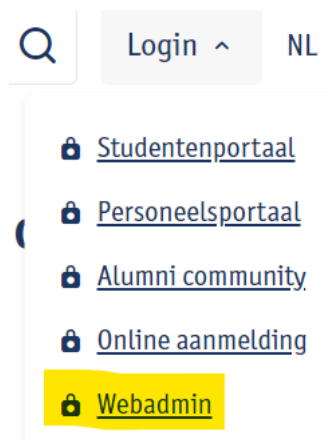 Login NL
Studentenportaal
Personeelsportaal
Alumni community
Online aanmelding
Webadmin